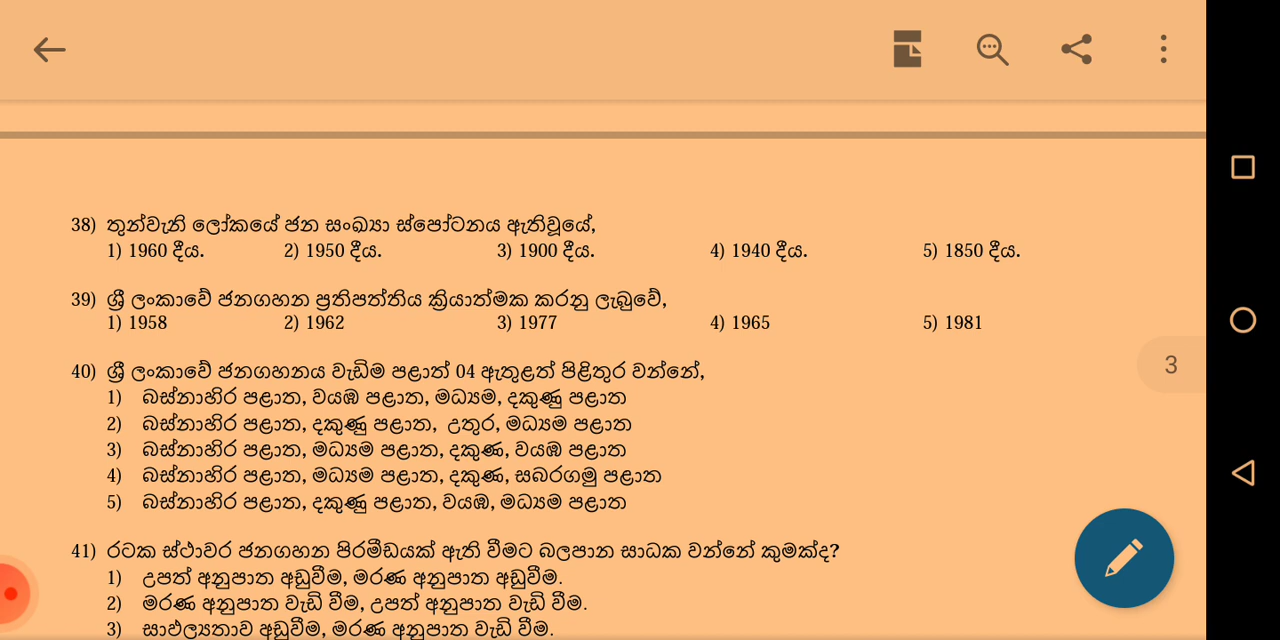 38) තුන්වැනි ලෝකයේ ජන සංඛ්‍යා ස්පෝටනය ඇතිවූයේ,
1) 1960 දීය. 2) 1950 දීය. 3) 1900 දීය. 4) 1940 දීය. 5) 1850 දීය.
39) ශ්‍රී ලංකාවේ ජනගහන ප්‍රතිපත්තිය ක්‍රියාත්මක කරනු ලැබුවේ,
1) 1958 2) 1962 3) 1977 4) 1965 5) 1981
3
40) ශ්‍රී ලංකාවේ ජනගහනය වැඩිම පළාත් 04 ඇතුළත් පිළිතුර වන්නේ,
1) බස්නාහිර පළාත, වයඹ පළාත, මධ්‍යම, දකුණු පළාත
2) බස්නාහිර පළාත, දකුණු පළාත, උතුර, මධ්‍යම පළාත
3) බස්නාහිර පළාත, මධ්‍යම පළාත, දකුණ, වයඹ පළාත
4) බස්නාහිර පළාත, මධ්‍යම පළාත, දකුණ, සබරගමු පළාත
5) බස්නාහිර පළාත, දකුණු පළාත, වයඹ, මධ්‍යම පළාත
41) රටක ස්ථාවර ජනගහන පිරමීඩයක් ඇති වීමට බලපාන සාධක වන්නේ කුමක්ද?
1) උපත් අනුපාත අඩුවීම, මරණ අනුපාත අඩුවීම.
2) මරණ අනුපාත වැඩි වීම, උපත් අනුපාත වැඩි වීම.
3) සාඵල්‍යතාව අඩුවීම, මරණ අනුපාත වැඩි වීම.